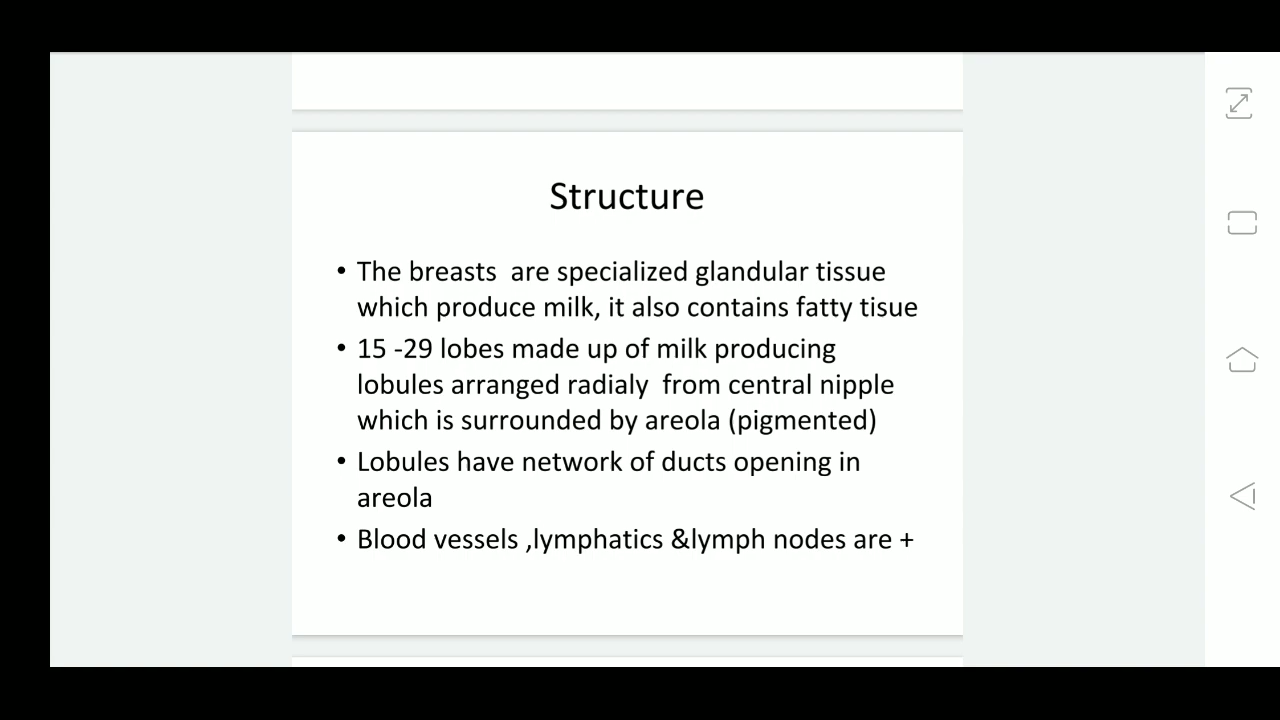 Structure
• The breasts  are specialized glandular tissue
which produce milk, it also contains fatty tisue
• 15 -29 lobes made up of milk producing
lobules arranged radialy  from central nipple
which is surrounded by areola (pigmented)
• Lobules have network of ducts opening in
areola
• Blood vessels ,lymphatics &lymph nodes are +